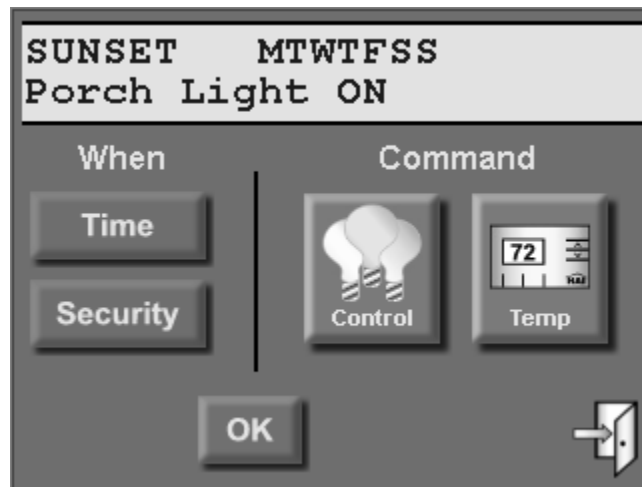 SUNSET MTWTFSS
Porch Light ON
When
Command
Time
Security
72
Control
Temp
OK